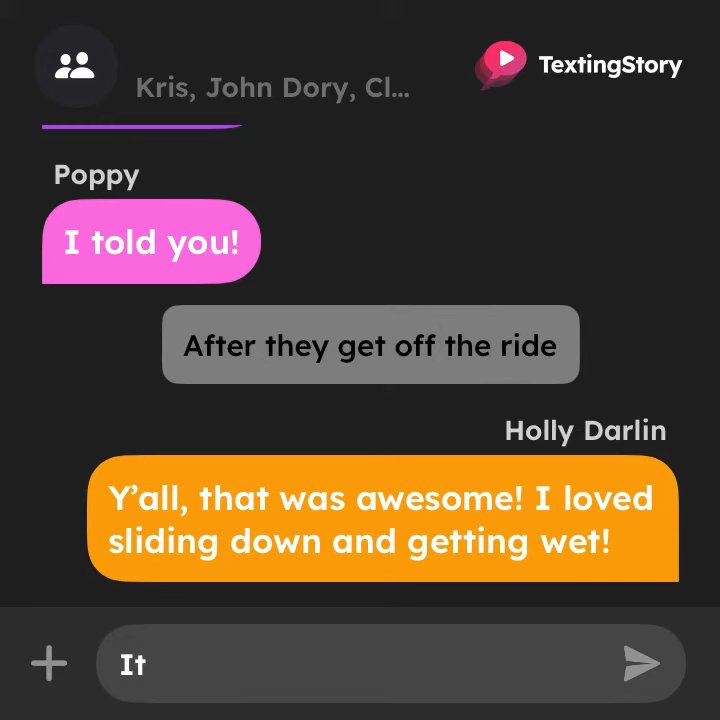 Kris, John Dory, Cl...
TextingStory
Poppy
I told you!
After they get off the ride
Holly Darlin
Y’all, that was awesome! I loved
sliding down and getting wet!
It